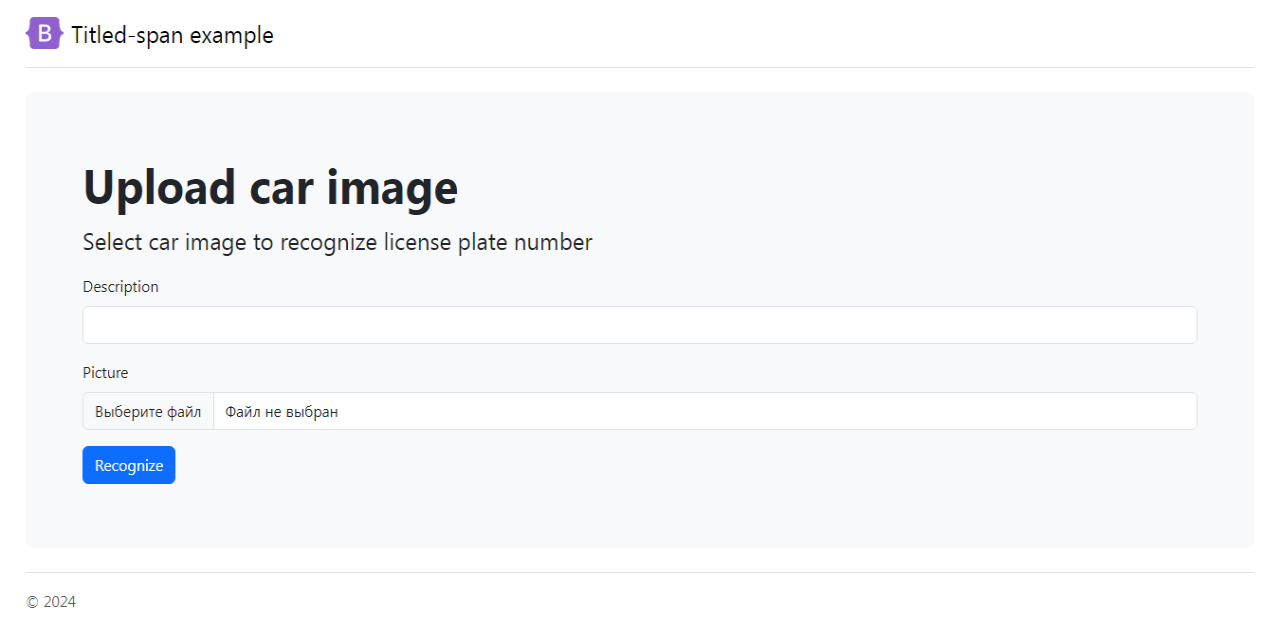 B Titled-span example
Upload car image
Select car image to recognize license plate number
Description
Picture
Выберите файл Файл не выбран
Recognize
© 2024